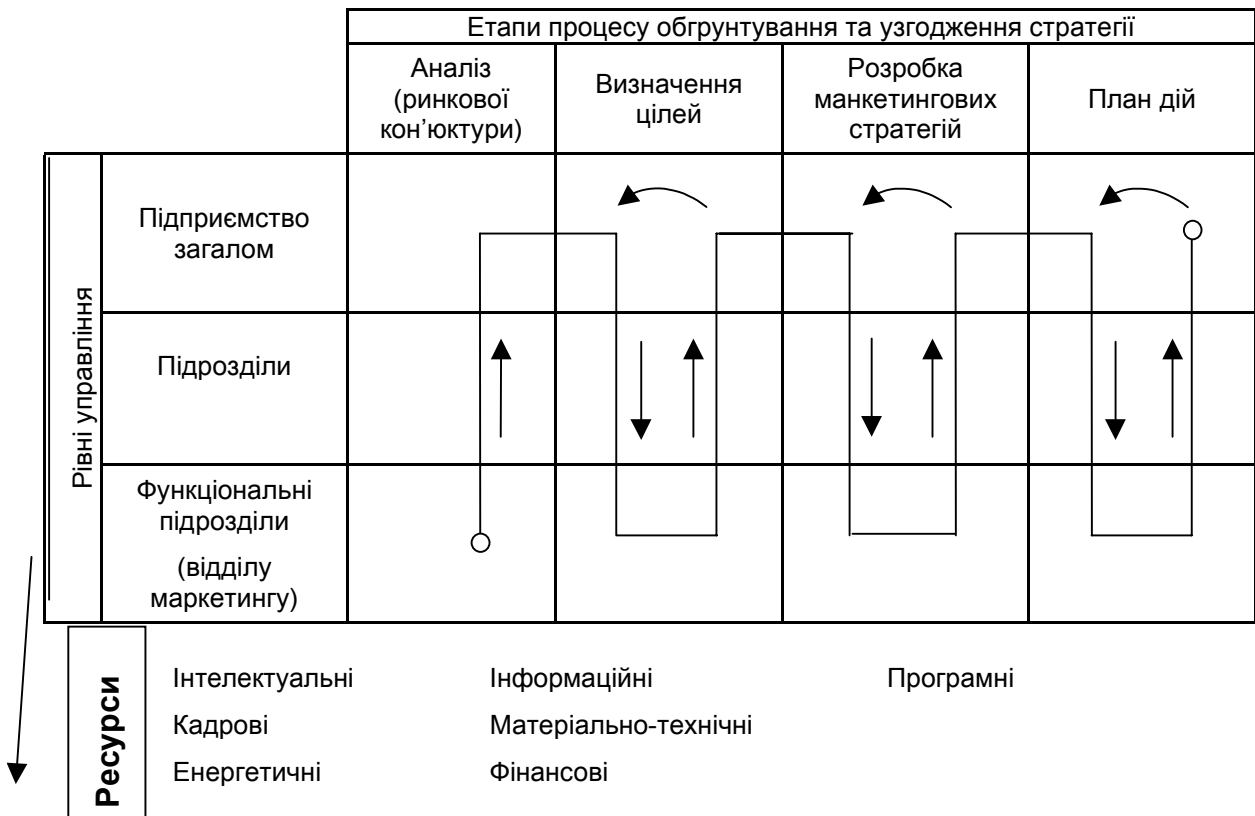 Етапи процесу обгрунтування та узгодження стратегії
Аналіз
(ринкової
кон’юктури)
Визначення
цілей
Розробка
манкетингових
стратегій
План дій
Рівні управління
Підприємство
загалом
Підрозділи
Функціональні
підрозділи
(відділу
маркетингу)
Ресурси
Інтелектуальні
Інформаційні
Програмні
Кадрові
Матеріально-технічні
Енергетичні
Фінансові